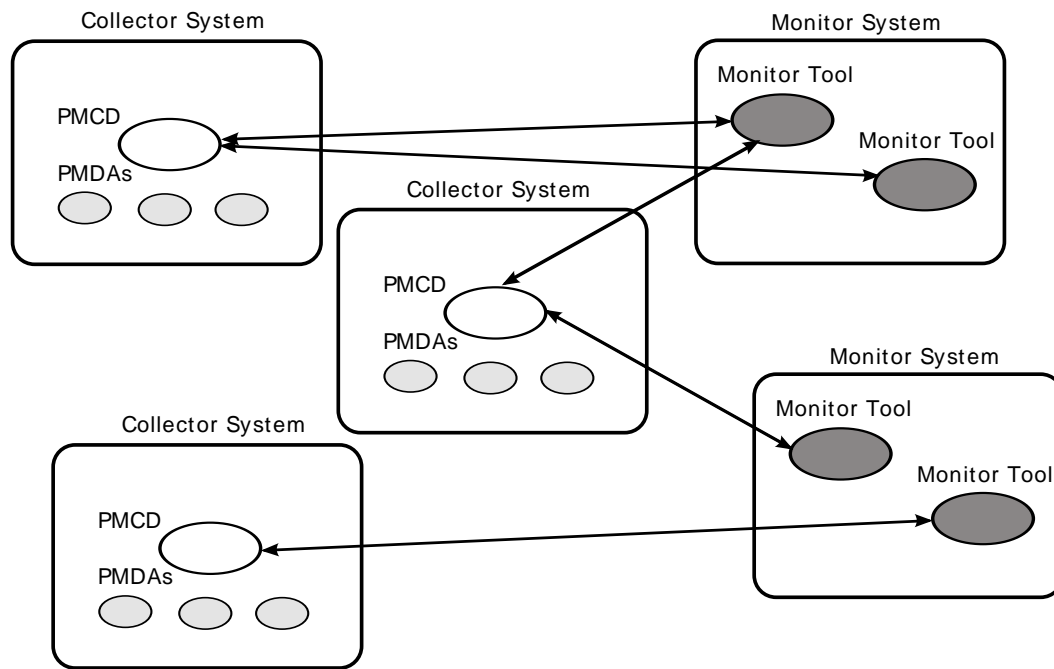 Collector System
PMCD
PMDAs
Monitor System
Monitor Tool
Monitor Tool
Collector System
PMCD
PMDAs
Monitor System
Monitor Tool
Monitor Tool
Collector System
PMCD
PMDAs